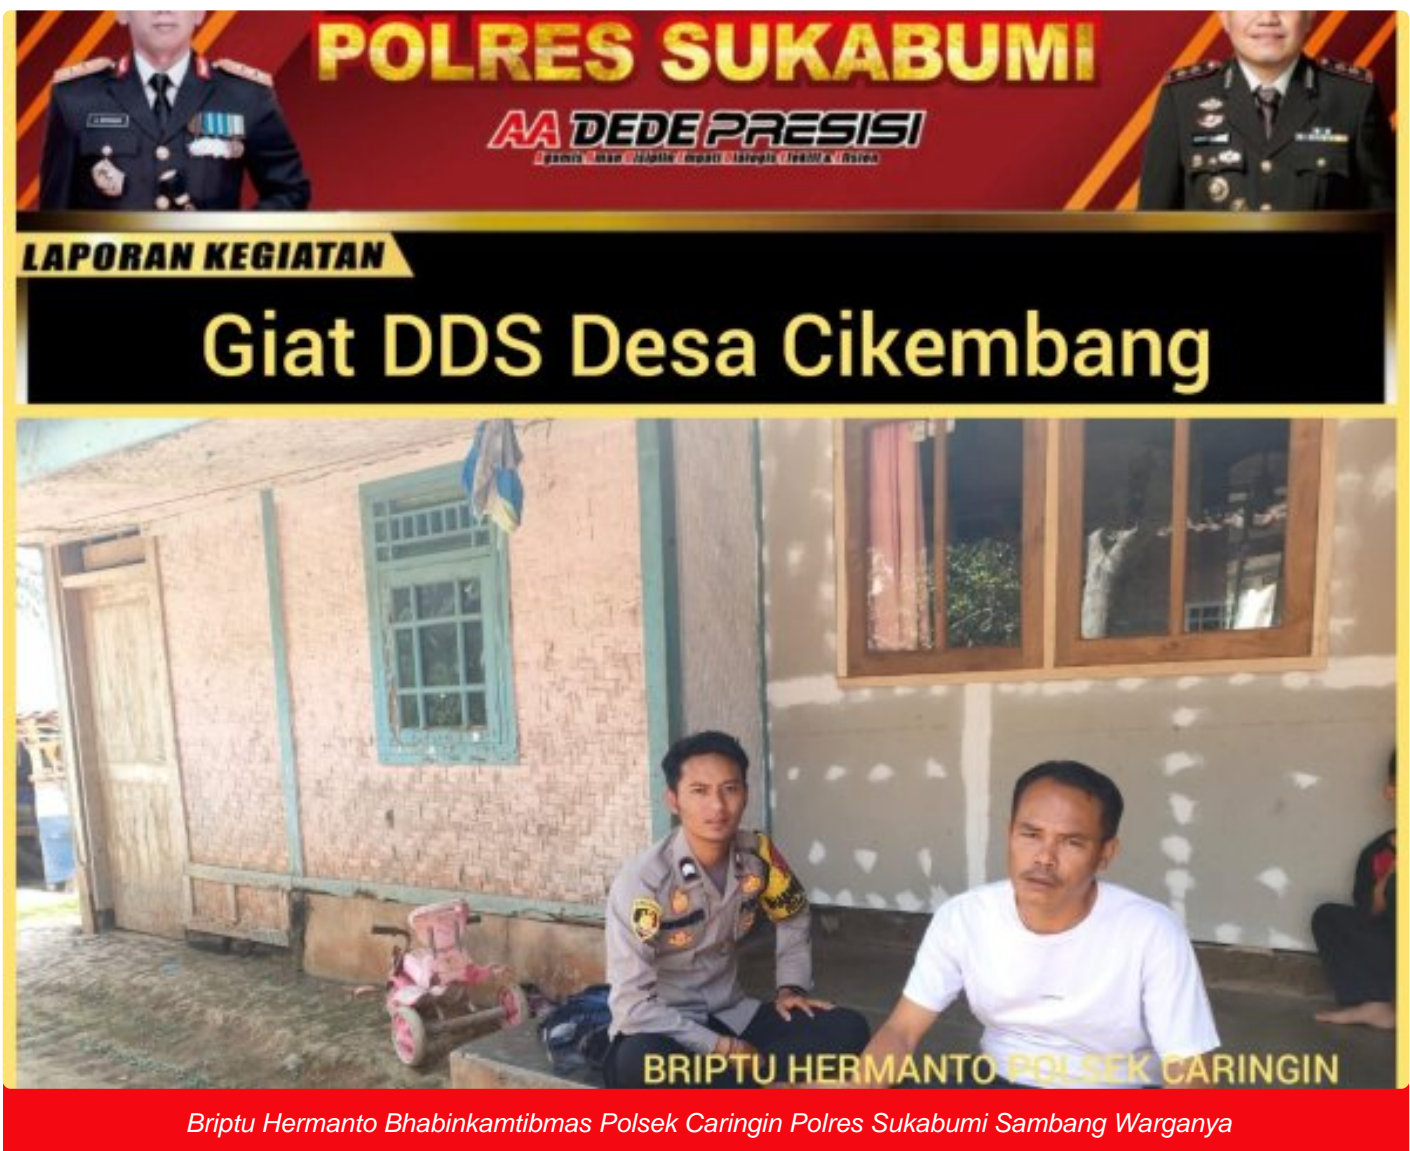 POLRES SUKABUMI
AA DEDE PRESISI
LAPORAN KEGIATAN
Giat DDS Desa Cikembang
BRIPTU HERMANTO POLSEK CARINGIN
Briptu Hermanto Bhabinkamtibmas Polsek Caringin Polres Sukabumi Sambang Warganya